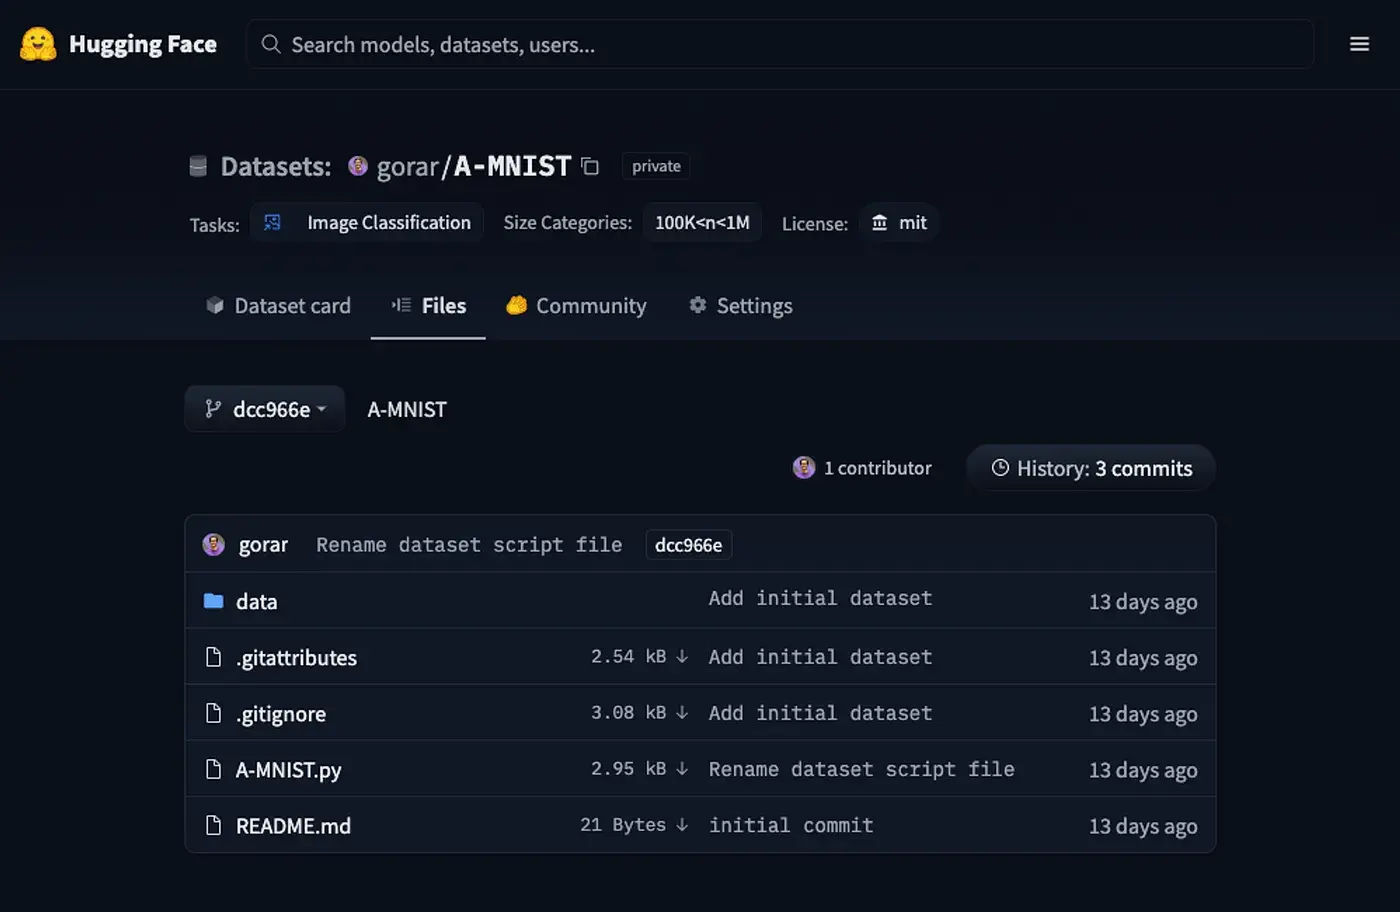 Hugging Face Search models, datasets, users...
Datasets: gorar/A-MNIST private
Tasks: Image Classification Size Categories: 100K<n<1M License: mit
Dataset card Files Community Settings
dcc966e A-MNIST
1 contributor History: 3 commits
gorar Rename dataset script file dcc966e
data Add initial dataset 13 days ago
.gitattributes 2.54 kB ↓ Add initial dataset 13 days ago
.gitignore 3.08 kB ↓ Add initial dataset 13 days ago
A-MNIST.py 2.95 kB ↓ Rename dataset script file 13 days ago
README.md 21 Bytes ↓ initial commit 13 days ago